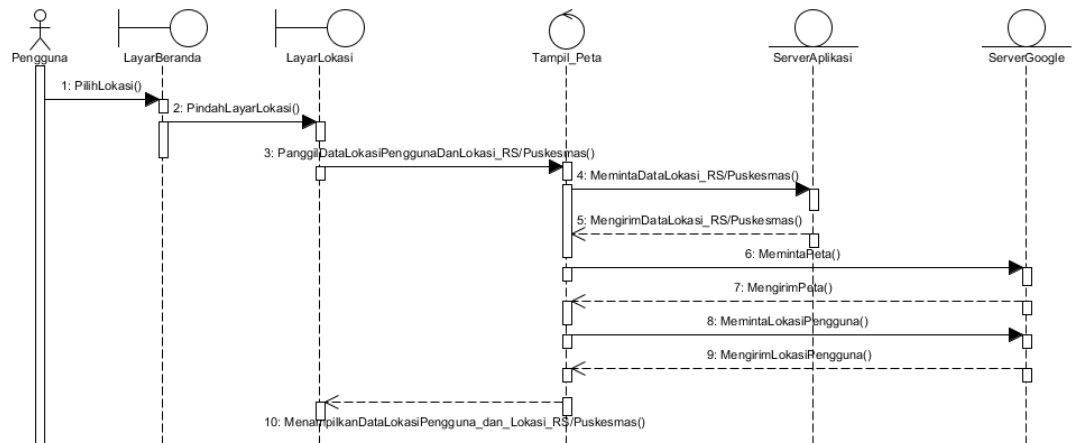 Pengguna
LayarBeranda
LayarLokasi
Tampil_Peta
ServerAplikasi
ServerGoogle
1: PilihLokasi()
2: PindahLayarLokasi()
3: PanggilDataLokasiPenggunaDanLokasi_RS/Puskesmas()
4: MemintaDataLokasi_RS/Puskesmas()
5: MengirimDataLokasi_RS/Puskesmas()
6: MemintaPeta()
7: MengirimPeta()
8: MemintaLokasiPengguna()
9: MengirimLokasiPengguna()
10: MenampilkanDataLokasiPengguna_dan_Lokasi_RS/Puskesmas()